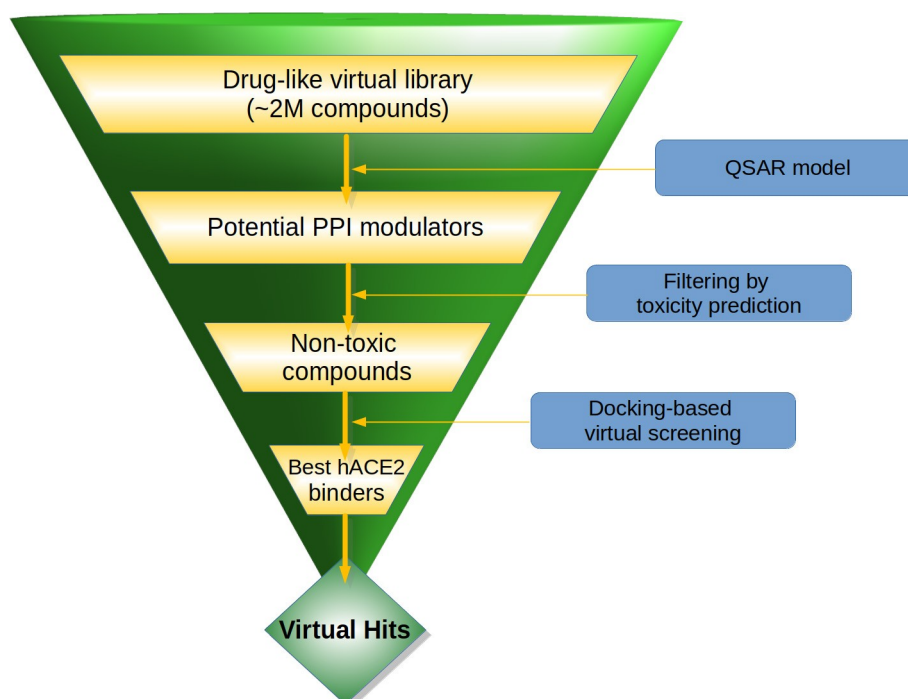 Drug-like virtual library
(~2M compounds)
QSAR model
Potential PPI modulators
Filtering by
toxicity prediction
Non-toxic
compounds
Docking-based
virtual screening
Best hACE2
binders
Virtual Hits